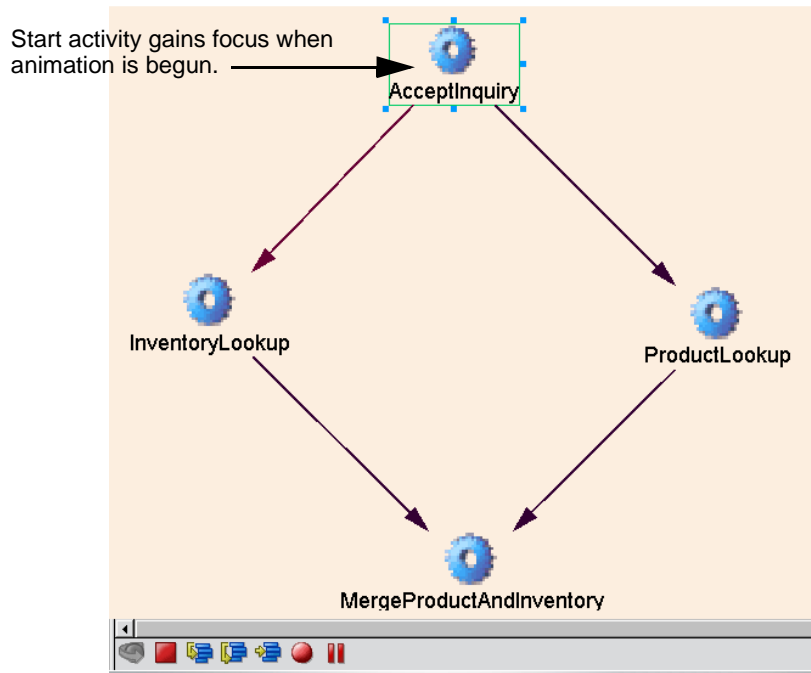 Start activity gains focus when
animation is begun.
AcceptInquiry
InventoryLookup
ProductLookup
MergeProductAndInventory